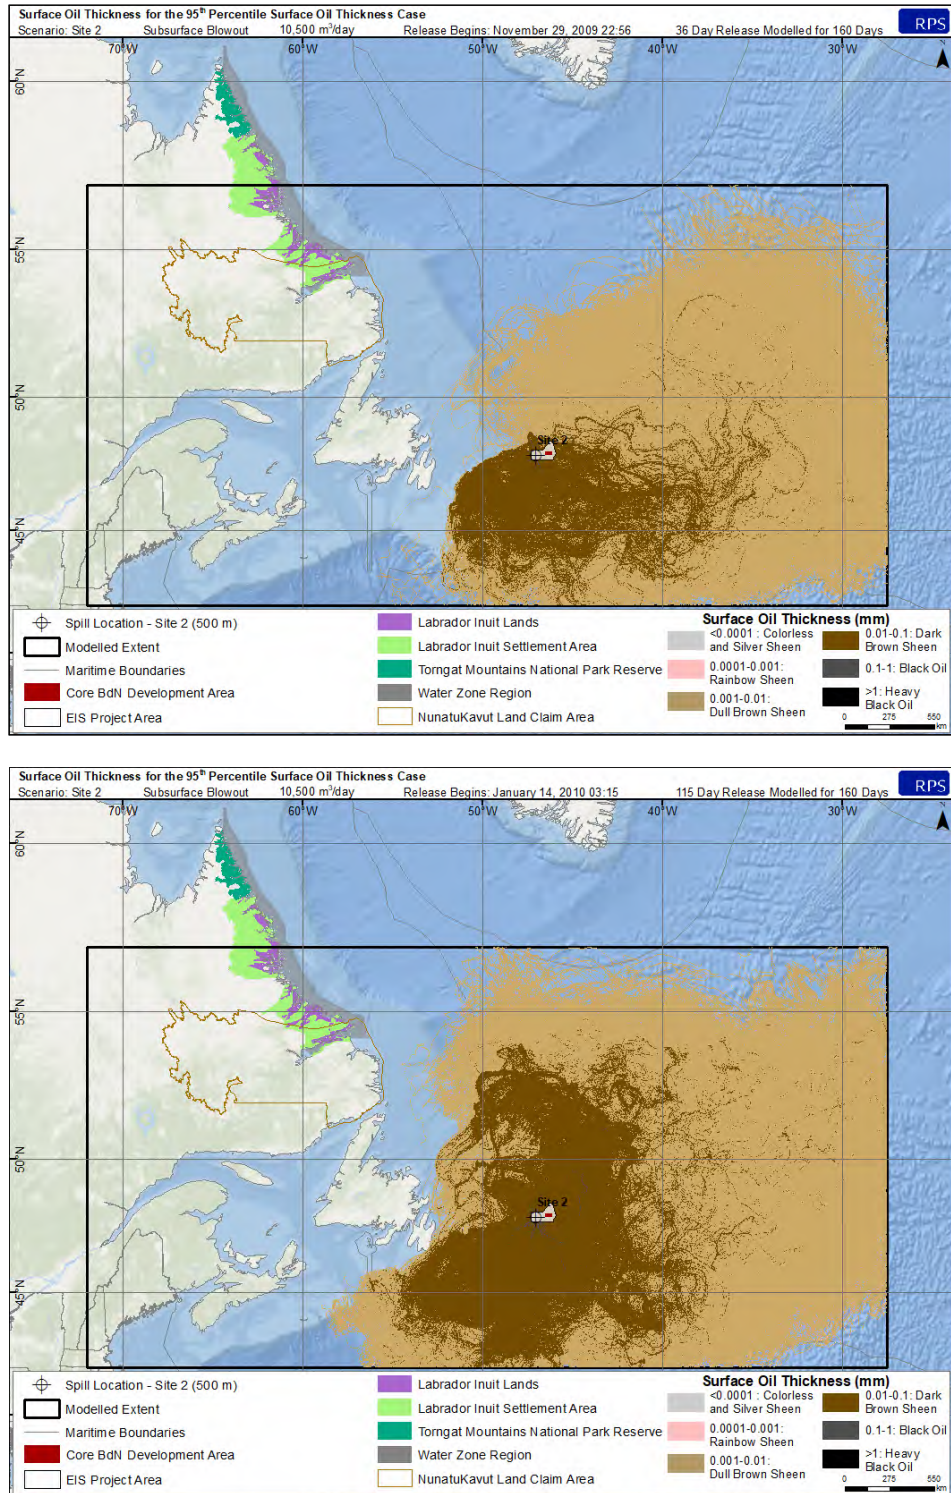 Surface Oil Thickness for the 95th Percentile Surface Oil Thickness Case
Scenario: Site 2 Subsurface Blowout 10,500 m³/day Release Begins: November 29, 2009 22:56 36 Day Release Modelled for 160 Days
RPS
70°W 60°W 50°W 40°W 30°W
60°N
55°N
50°N
45°N
Site 2
Spill Location - Site 2 (500 m)
Modelled Extent
Maritime Boundaries
Core BdN Development Area
EIS Project Area
Labrador Inuit Lands
Labrador Inuit Settlement Area
Torngat Mountains National Park Reserve
Water Zone Region
NunatuKavut Land Claim Area
Surface Oil Thickness (mm)
<0.0001 : Colorless
and Silver Sheen
0.0001-0.001:
Rainbow Sheen
0.001-0.01:
Dull Brown Sheen
0.01-0.1: Dark
Brown Sheen
0.1-1: Black Oil
>1: Heavy
Black Oil
0 275 550
km
Surface Oil Thickness for the 95th Percentile Surface Oil Thickness Case
Scenario: Site 2 Subsurface Blowout 10,500 m³/day Release Begins: January 14, 2010 03:15 115 Day Release Modelled for 160 Days
RPS
70°W 60°W 50°W 40°W 30°W
60°N
55°N
50°N
45°N
Site 2
Spill Location - Site 2 (500 m)
Modelled Extent
Maritime Boundaries
Core BdN Development Area
EIS Project Area
Labrador Inuit Lands
Labrador Inuit Settlement Area
Torngat Mountains National Park Reserve
Water Zone Region
NunatuKavut Land Claim Area
Surface Oil Thickness (mm)
<0.0001 : Colorless
and Silver Sheen
0.0001-0.001:
Rainbow Sheen
0.001-0.01:
Dull Brown Sheen
0.01-0.1: Dark
Brown Sheen
0.1-1: Black Oil
>1: Heavy
Black Oil
0 275 550
km